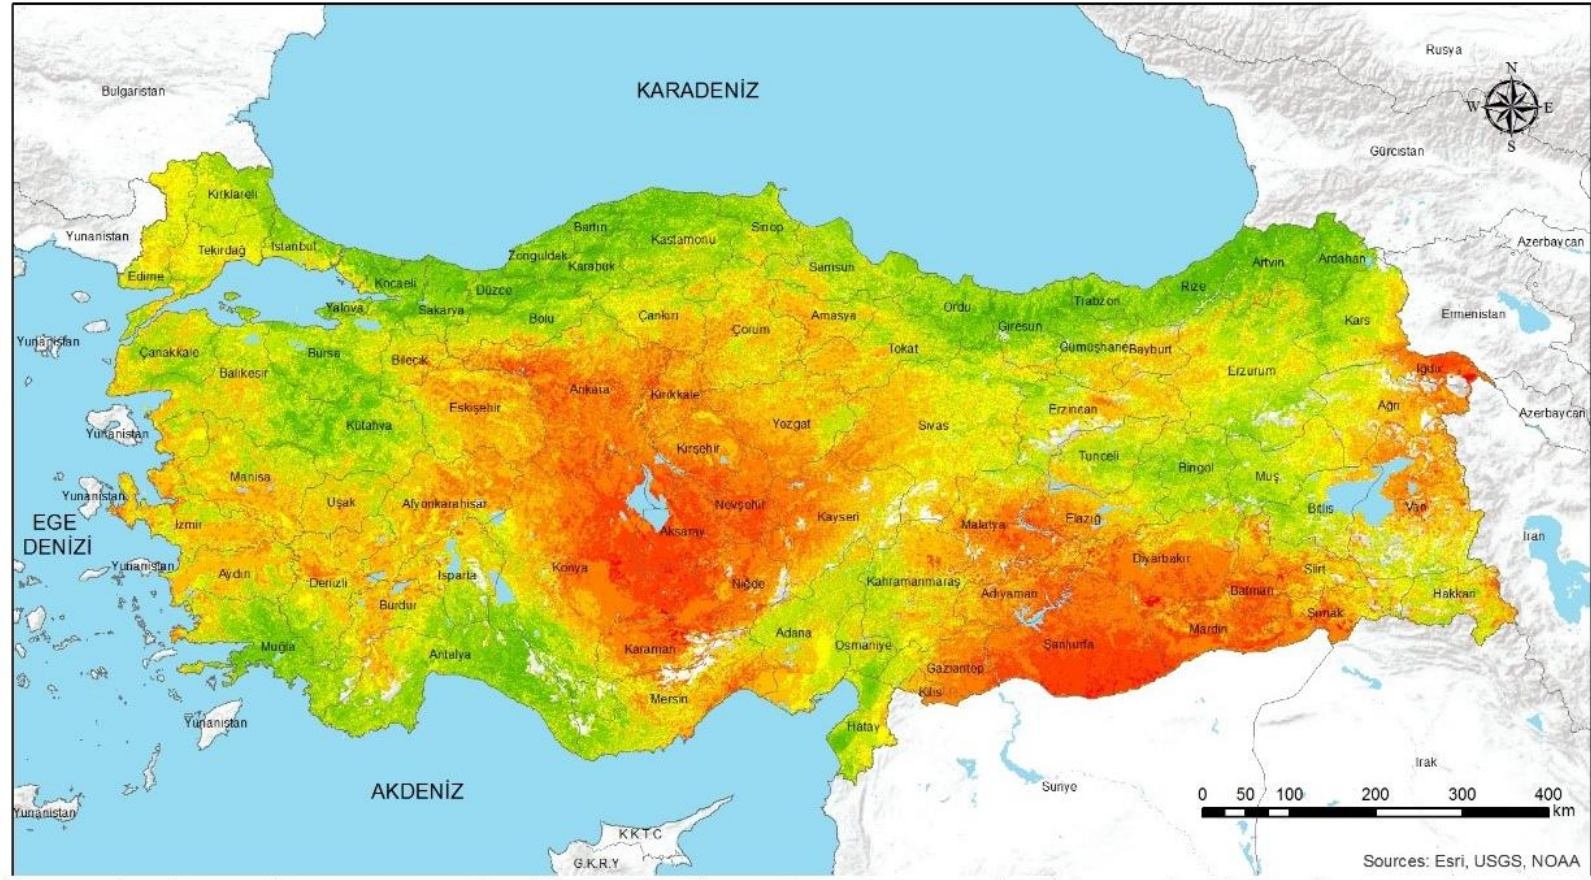 Rusya
N
KARADENİZ
Bulgaristan
W
E
S
Gürcistan
Kırklareli
Yunanistan
Tekirdağ
İstanbul
Edirne
Bartın
Sinop
Kastamonu
Zonguldak
Karabük
Samsun
Artvin
Ardahan
Azerbaycan
Kocaeli
Düzce
Rize
Yalova
Sakarya
Bolu
Çankırı
Çorum
Amasya
Ordu
Trabzon
Giresun
Kars
Ermenistan
Yunanistan
Çanakkale
Bursa
Bilecik
Tokat
Gümüşhane
Bayburt
Balıkesir
Ankara
Kırıkkale
Erzurum
Iğdır
Eskişehir
Erzincan
Ağrı
Azerbaycan
Yunanistan
Kütahya
Yozgat
Sivas
Kırşehir
Tunceli
Bingöl
Muş
Manisa
Uşak
Afyonkarahisar
Nevşehir
Kayseri
Yunanistan
İzmir
Aksaray
Malatya
Elazığ
Bitlis
Van
EGE
DENİZİ
İran
Yunanistan
Aydın
Denizli
Isparta
Konya
Niğde
Kahramanmaraş
Diyarbakır
Siirt
Burdur
Adıyaman
Batman
Şırnak
Hakkari
Muğla
Antalya
Karaman
Adana
Osmaniye
Şanlıurfa
Mardin
Gaziantep
Kilis
Mersin
Yunanistan
Hatay
Irak
Suriye
AKDENİZ
Yunanistan
K K T C
G.K.R.Y
0 50 100 200 300 400
km
Sources: Esri, USGS, NOAA